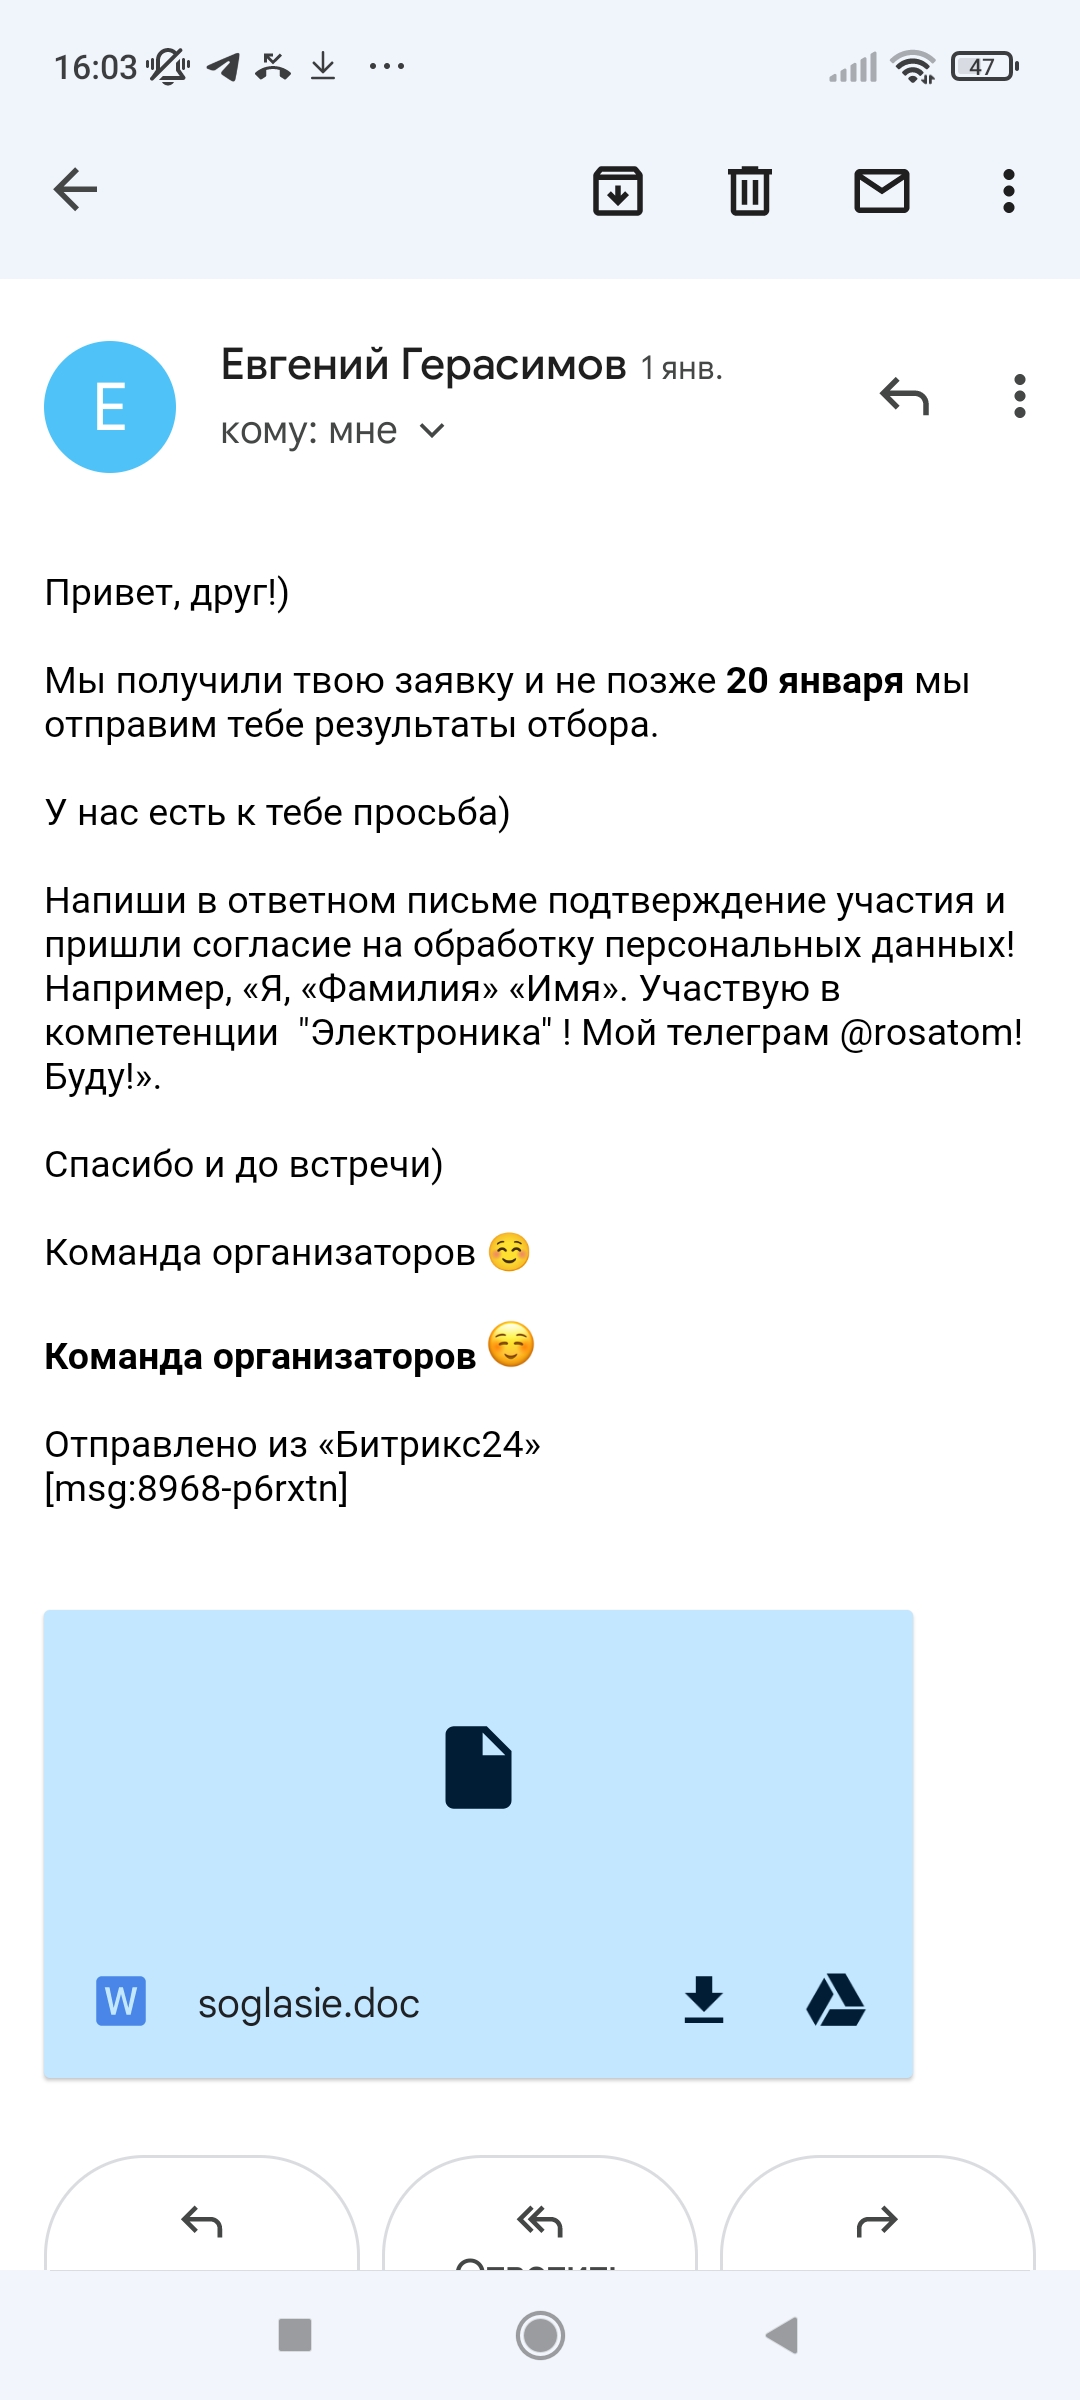 16:03
47
Е
Евгений Герасимов 1 янв.
кому: мне
Привет, друг!)
Мы получили твою заявку и не позже 20 января мы
отправим тебе результаты отбора.
У нас есть к тебе просьба)
Напиши в ответном письме подтверждение участия и
пришли согласие на обработку персональных данных!
Например, «Я, «Фамилия» «Имя». Участвую в
компетенции  "Электроника" ! Мой телеграм @rosatom!
Буду!».
Спасибо и до встречи)
Команда организаторов ☺️
Команда организаторов ☺️
Отправлено из «Битрикс24»
[msg:8968-p6rxtn]
W soglasie.doc